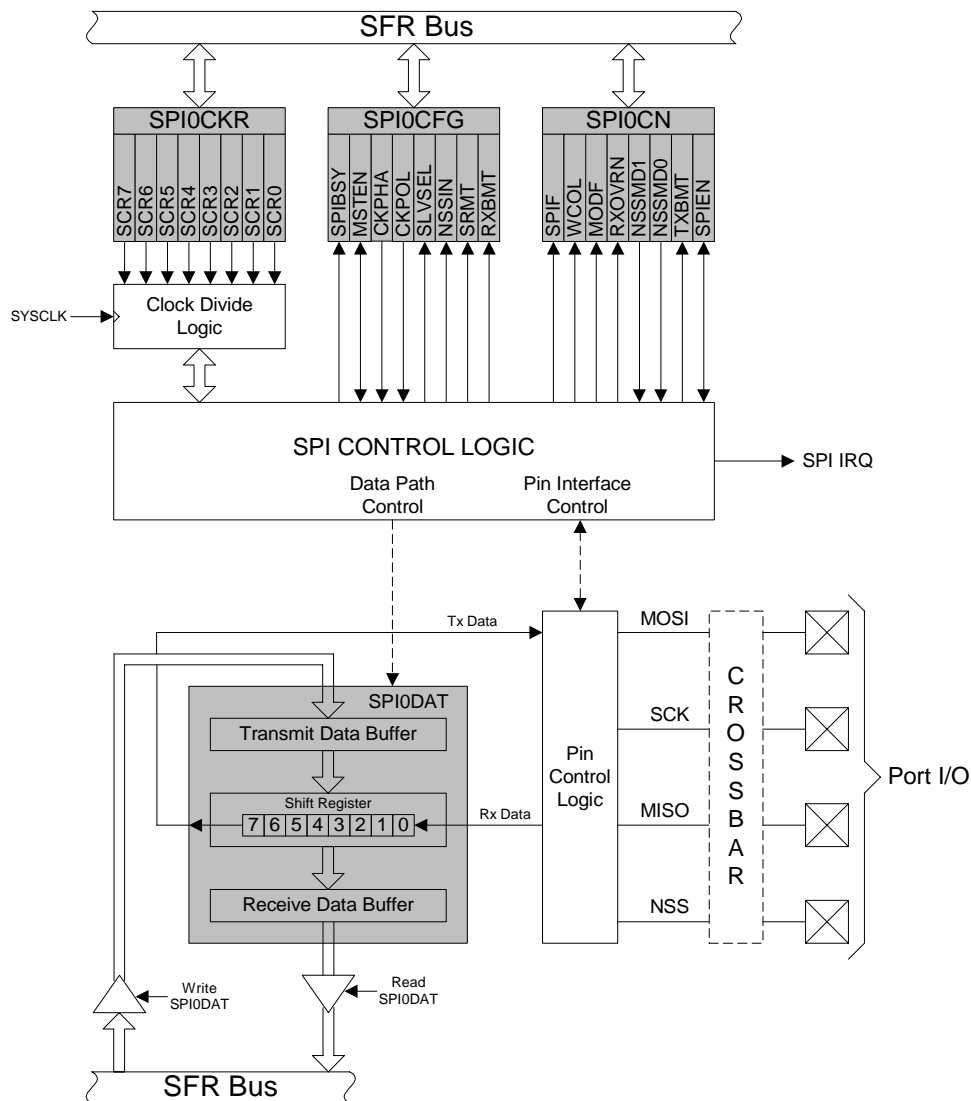 SFR Bus
SPI0CKR
SPI0CFG
SPI0CN
SCR7
SCR6
SCR5
SCR4
SCR3
SCR2
SCR1
SCR0
SPIBSY
MSTEN
CKPHA
CKPOL
SLVSEL
NSSIN
SRMT
RXBMT
SPIF
WCOL
MODF
RXOVRN
NSSMD1
NSSMD0
TXBMT
SPIEN
SYSCLK
Clock Divide
Logic
SPI CONTROL LOGIC
SPI IRQ
Data Path
Control
Pin Interface
Control
Tx Data
MOSI
SPI0DAT
Transmit Data Buffer
SCK
Shift Register
7 6 5 4 3 2 1 0
Rx Data
Pin
Control
Logic
MISO
CROSSBAR
Port I/O
Receive Data Buffer
NSS
Write
SPI0DAT
Read
SPI0DAT
SFR Bus